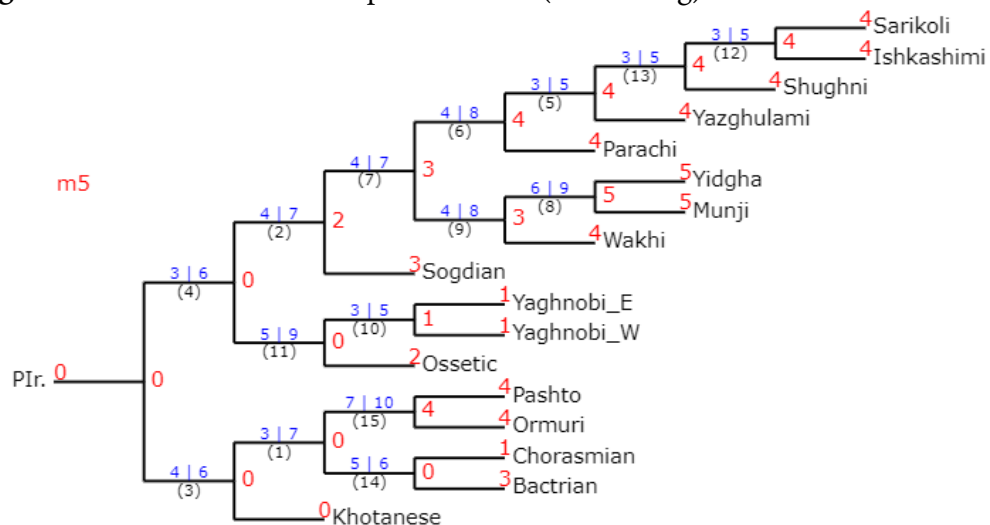 4 Sarikoli
3 | 5
(12)
4
4 Ishkashimi
3 | 5
(13)
4
4 Shughni
3 | 5
(5)
4
4 Yazghulami
4 | 8
(6)
4
4 Parachi
4 | 7
(7)
3
m5
5 Yidgha
6 | 9
(8)
5
5 Munji
4 | 8
(9)
3
4 Wakhi
4 | 7
(2)
2
3 Sogdian
3 | 6
(4)
0
1 Yaghnobi_E
3 | 5
(10)
1
1 Yaghnobi_W
5 | 9
(11)
0
2 Ossetic
PIr. 0
0
4 Pashto
7 | 10
(15)
4
4 Ormuri
3 | 7
(1)
0
1 Chorasmian
5 | 6
(14)
0
3 Bactrian
4 | 6
(3)
0
0 Khotanese